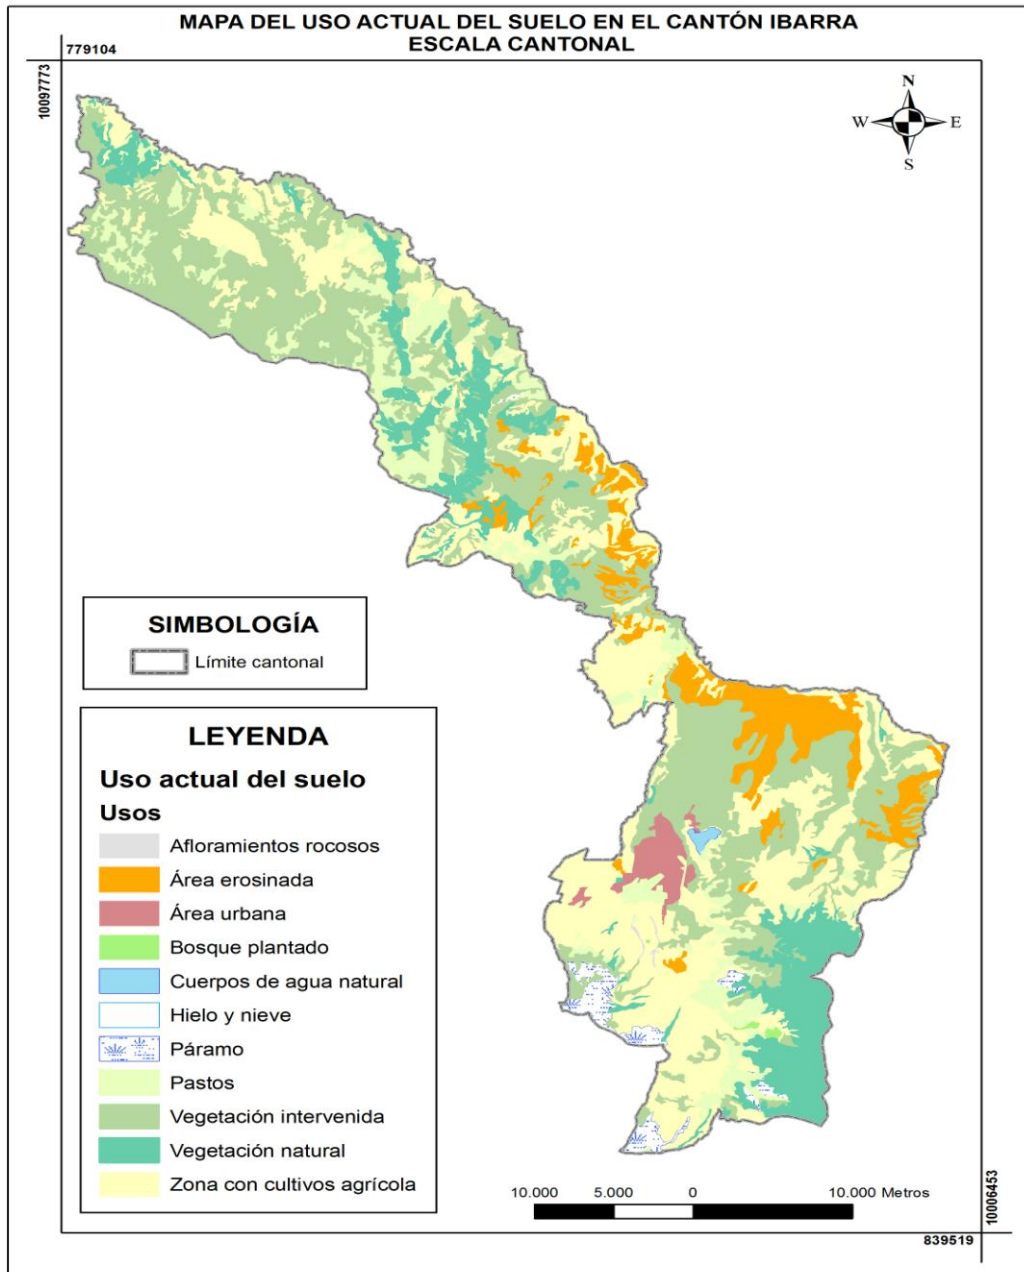 MAPA DEL USO ACTUAL DEL SUELO EN EL CANTÓN IBARRA
ESCALA CANTONAL
779104
10097773
N
W
E
S
SIMBOLOGÍA
Límite cantonal
LEYENDA
Uso actual del suelo
Usos
Afloramientos rocosos
Área erosinada
Área urbana
Bosque plantado
Cuerpos de agua natural
Hielo y nieve
Páramo
Pastos
Vegetación intervenida
Vegetación natural
Zona con cultivos agrícola
10.000 5.000 0 10.000 Metros
10006453
839519